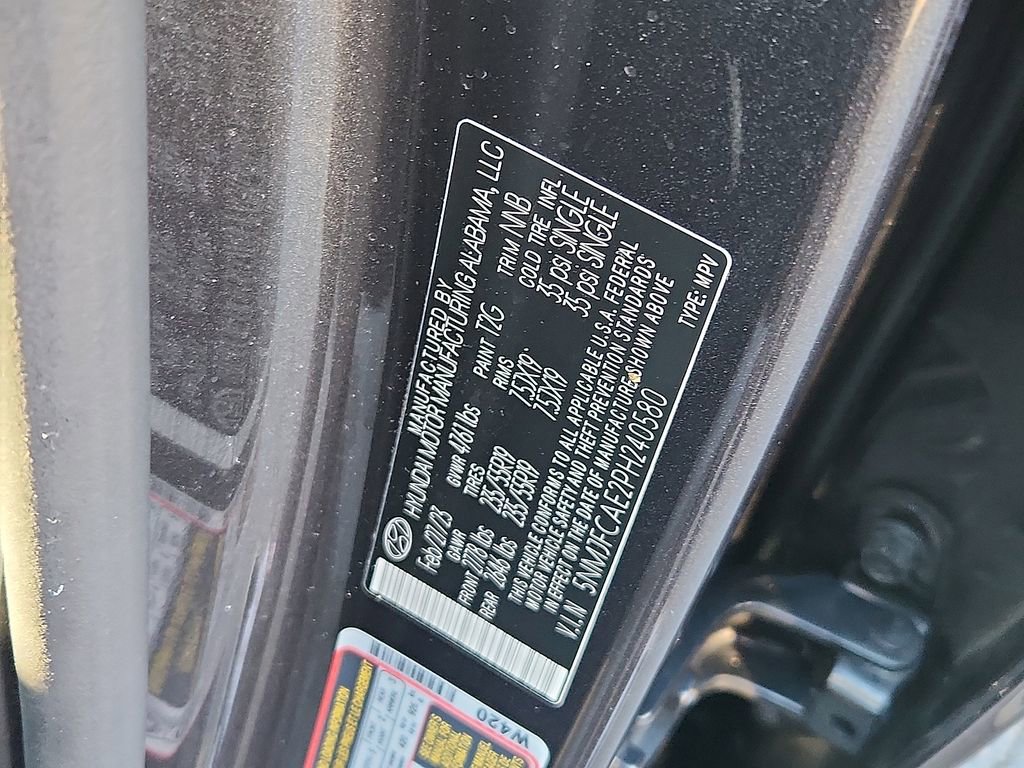 MANUFACTURED BY
HYUNDAI MOTOR MANUFACTURING ALABAMA, LLC
Feb/07/23 GVWR 4861 lbs PAINT T2G TRIM NNB
GAWR TIRES RIMS COLD TIRE INFL
FRONT 2778 lbs 235/55R19 7.5JX19 35 psi SINGLE
REAR 2646 lbs 235/55R19 7.5JX19 35 psi SINGLE
THIS VEHICLE CONFORMS TO ALL APPLICABLE U.S.A. FEDERAL
MOTOR VEHICLE SAFETY AND THEFT PREVENTION STANDARDS
IN EFFECT ON THE DATE OF MANUFACTURE SHOWN ABOVE
V.I.N 5NMJFCAE2PH240580
TYPE: MPV
W420